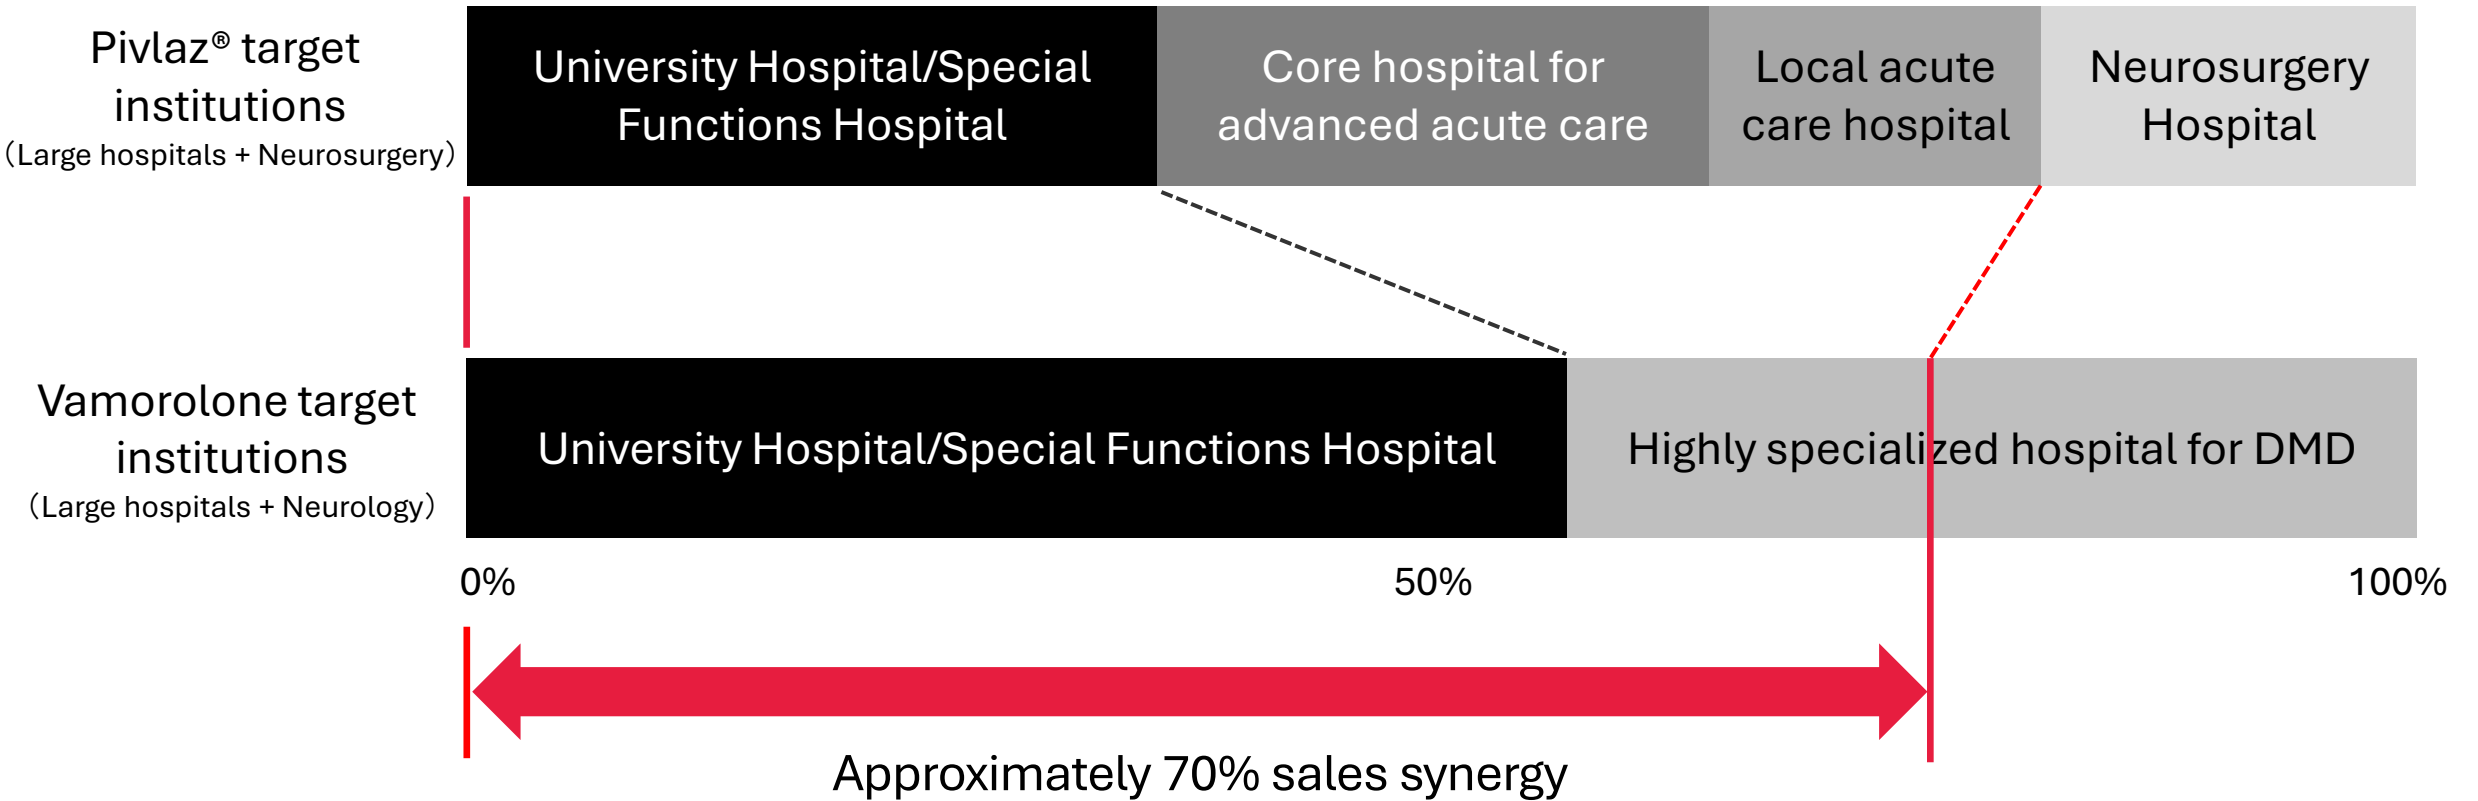 Pivlaz® target
institutions
（Large hospitals + Neurosurgery）
University Hospital/Special
Functions Hospital
Core hospital for
advanced acute care
Local acute
care hospital
Neurosurgery
Hospital
Vamorolone target
institutions
（Large hospitals + Neurology）
University Hospital/Special Functions Hospital
Highly specialized hospital for DMD
0%
50%
100%
Approximately 70% sales synergy